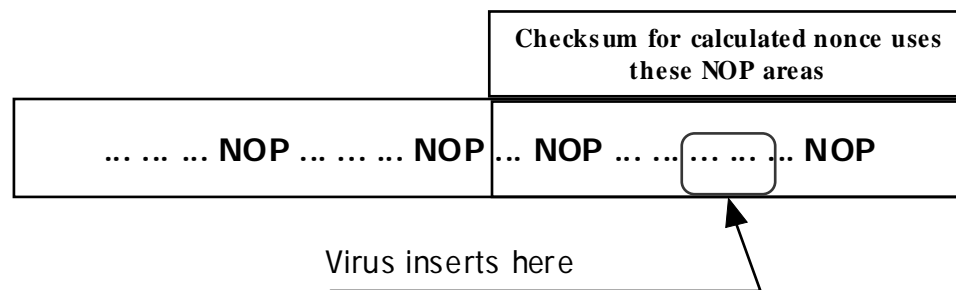 Checksum for calculated nonce uses
these NOP areas
... ... ... NOP ... ... ... NOP ... NOP ... ... ... ... ... NOP
Virus inserts here